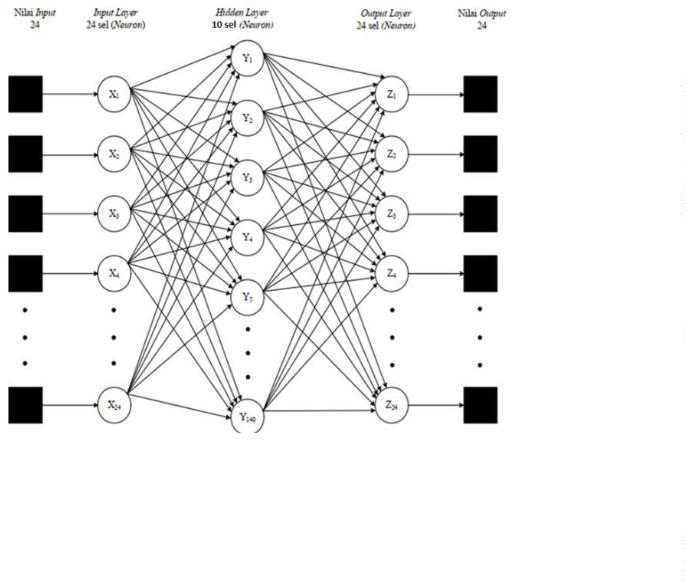 Nilai Input
24
Input Layer
24 sel (Neuron)
Hidden Layer
10 sel (Neuron)
Output Layer
24 sel (Neuron)
Nilai Output
24
X1
X2
X3
X4
X24
Y1
Y2
Y3
Y4
Y5
Y140
Z1
Z2
Z3
Z4
Z24